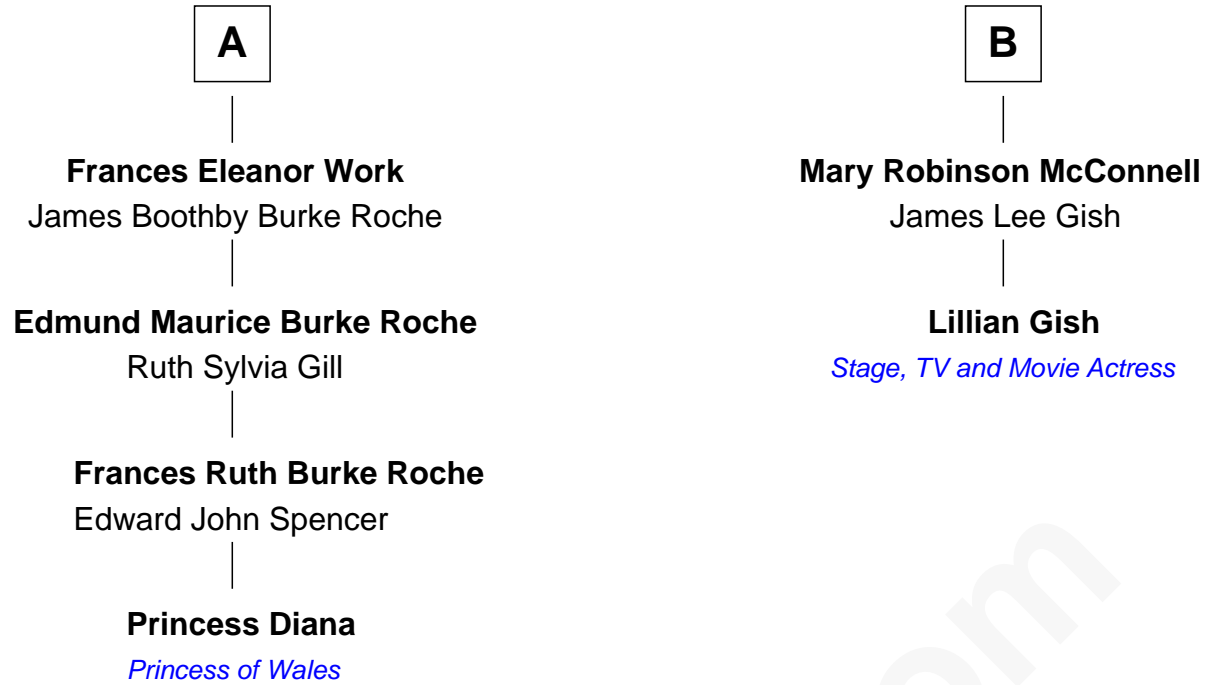 A
Frances Eleanor Work
James Boothby Burke Roche
Edmund Maurice Burke Roche
Ruth Sylvia Gill
Frances Ruth Burke Roche
Edward John Spencer
Princess Diana
Princess of Wales
B
Mary Robinson McConnell
James Lee Gish
Lillian Gish
Stage, TV and Movie Actress
om